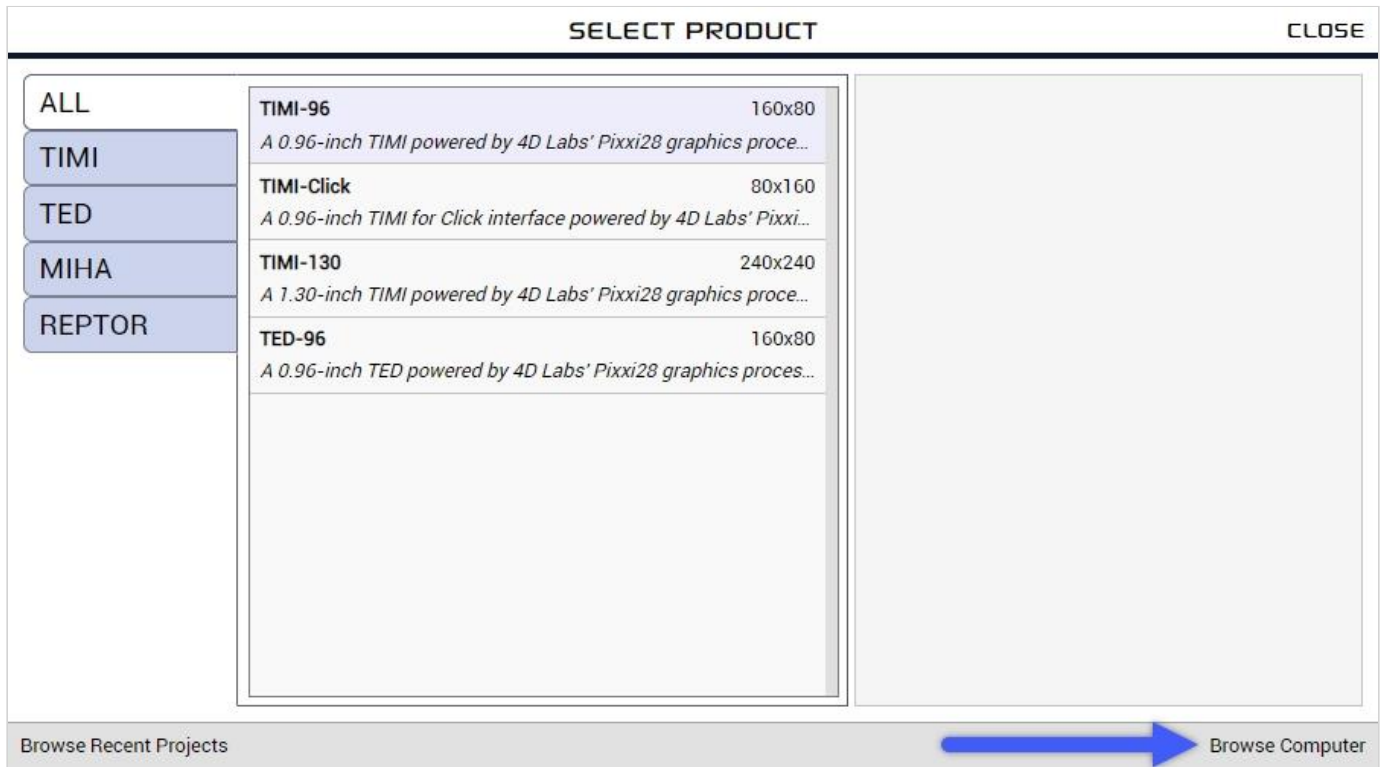 SELECT PRODUCT
CLOSE
ALL
TIMI
TED
MIHA
REPTOR
TIMI-96 160x80
A 0.96-inch TIMI powered by 4D Labs' Pixxi28 graphics proce...
TIMI-Click 80x160
A 0.96-inch TIMI for Click interface powered by 4D Labs' Pixxi...
TIMI-130 240x240
A 1.30-inch TIMI powered by 4D Labs' Pixxi28 graphics proce...
TED-96 160x80
A 0.96-inch TED powered by 4D Labs' Pixxi28 graphics proces...
Browse Recent Projects
Browse Computer